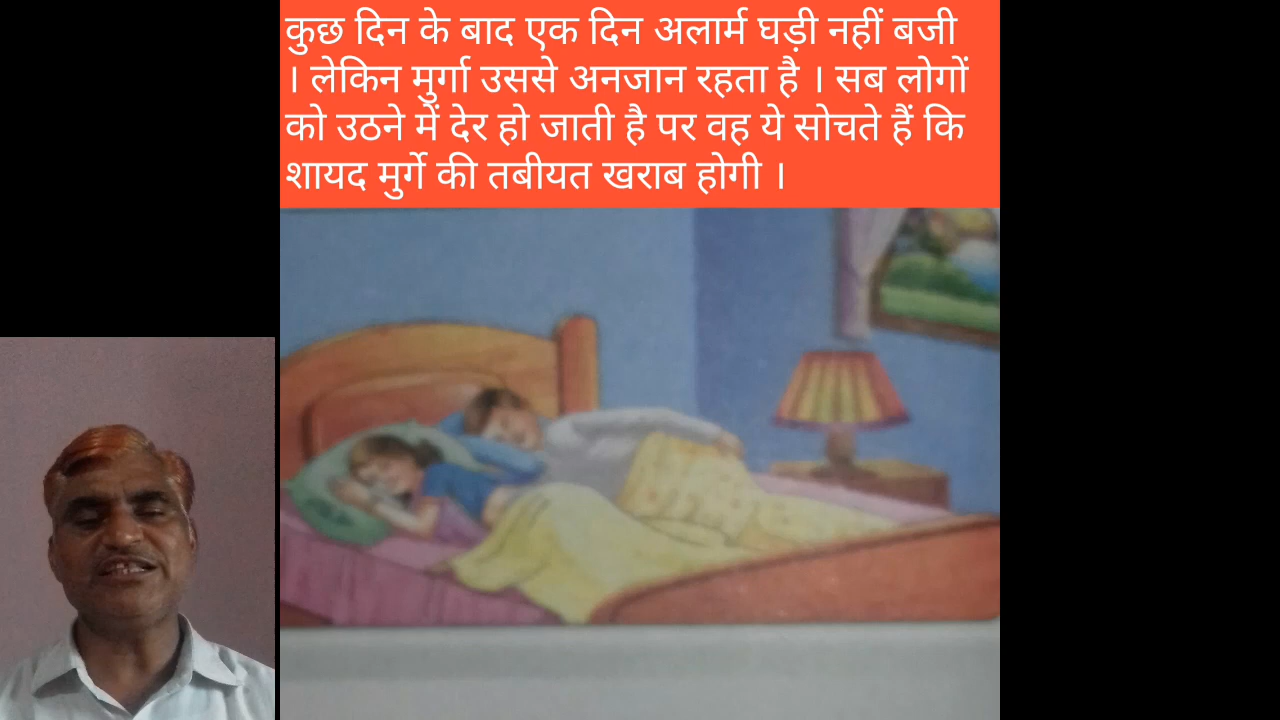 कुछ दिन के बाद एक दिन अलार्म घड़ी नहीं बजी
। लेकिन मुर्गा उससे अनजान रहता है । सब लोगों
को उठने में देर हो जाती है पर वह ये सोचते हैं कि
शायद मुर्गे की तबीयत खराब होगी ।